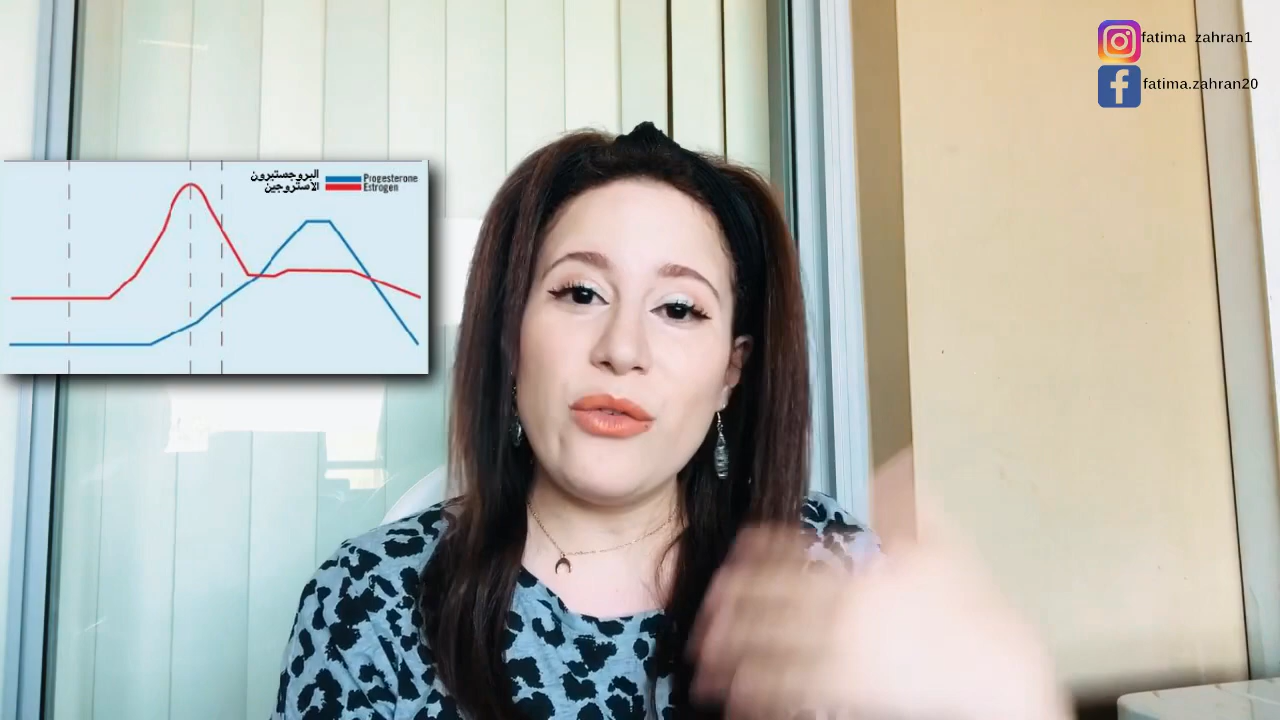 fatima_zahran1
fatima.zahran20
البروجستيرون
الاستروجين
Progesterone
Estrogen